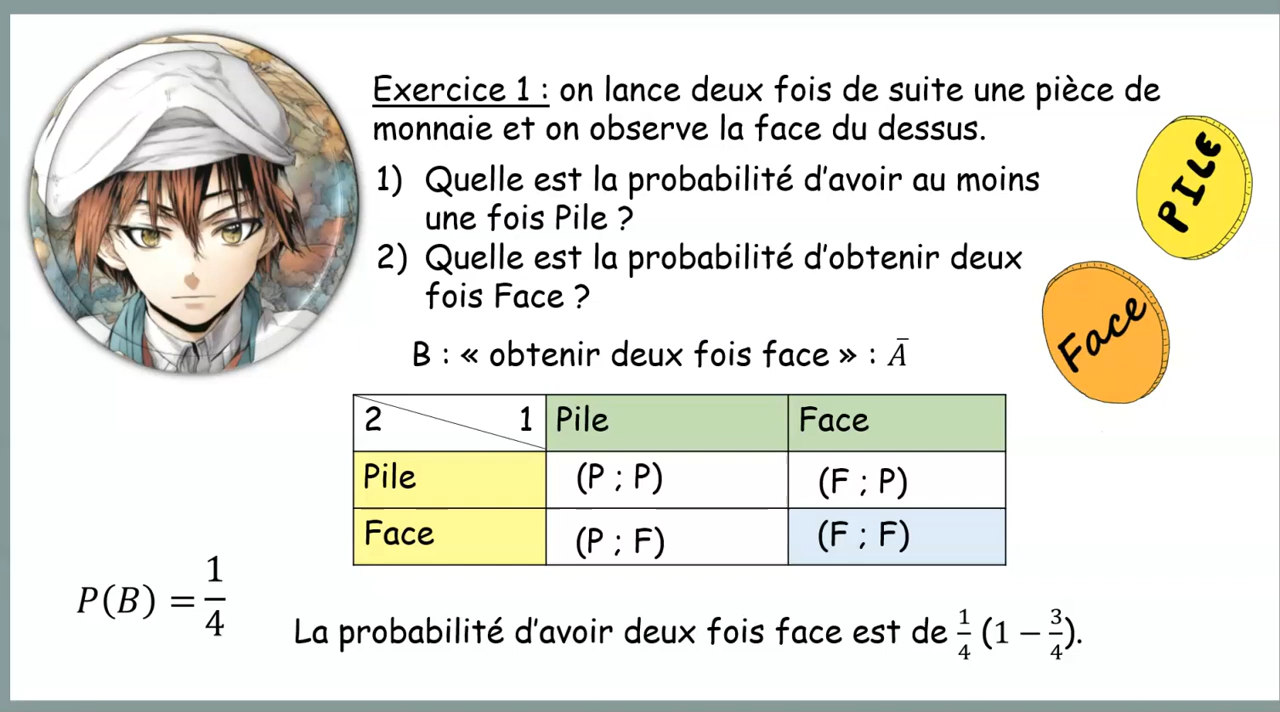 Exercice 1 : on lance deux fois de suite une pièce de
monnaie et on observe la face du dessus.
1) Quelle est la probabilité d’avoir au moins
une fois Pile ?
2) Quelle est la probabilité d’obtenir deux
fois Face ?
PILE
Face
B : « obtenir deux fois face » : Ā
2 1 Pile Face
Pile (P ; P) (F ; P)
Face (P ; F) (F ; F)
P(B) = 1/4
La probabilité d’avoir deux fois face est de 1/4 (1 − 3/4).